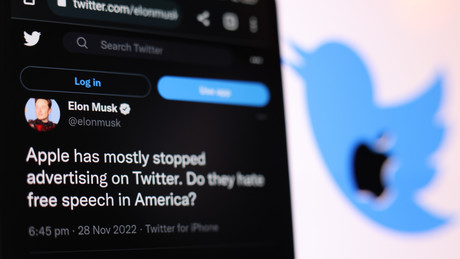 twitter.com/elonmusk
Search Twitter
Log in
Use app
Elon Musk
@elonmusk
Apple has mostly stopped
advertising on Twitter. Do they hate
free speech in America?
6:45 pm · 28 Nov 2022 · Twitter for iPhone